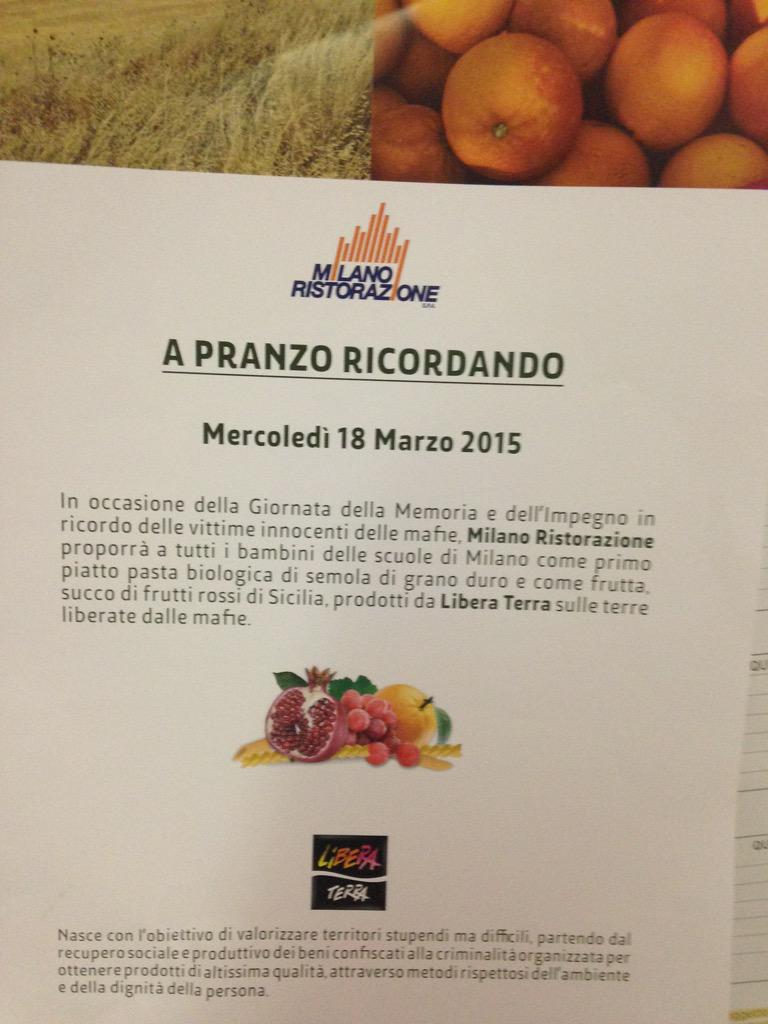 MILANO
RISTORAZIONE
S.P.A.
A PRANZO RICORDANDO
Mercoledì 18 Marzo 2015
In occasione della Giornata della Memoria e dell'Impegno in
ricordo delle vittime innocenti delle mafie, Milano Ristorazione
proporrà a tutti i bambini delle scuole di Milano come primo
piatto pasta biologica di semola di grano duro e come frutta,
succo di frutti rossi di Sicilia, prodotti da Libera Terra sulle terre
liberate dalle mafie.
LIBERA
TERRA
Nasce con l'obiettivo di valorizzare territori stupendi ma difficili, partendo dal
recupero sociale e produttivo dei beni confiscati alla criminalità organizzata per
ottenere prodotti di altissima qualità, attraverso metodi rispettosi dell'ambiente
e della dignità della persona.
QU
QU